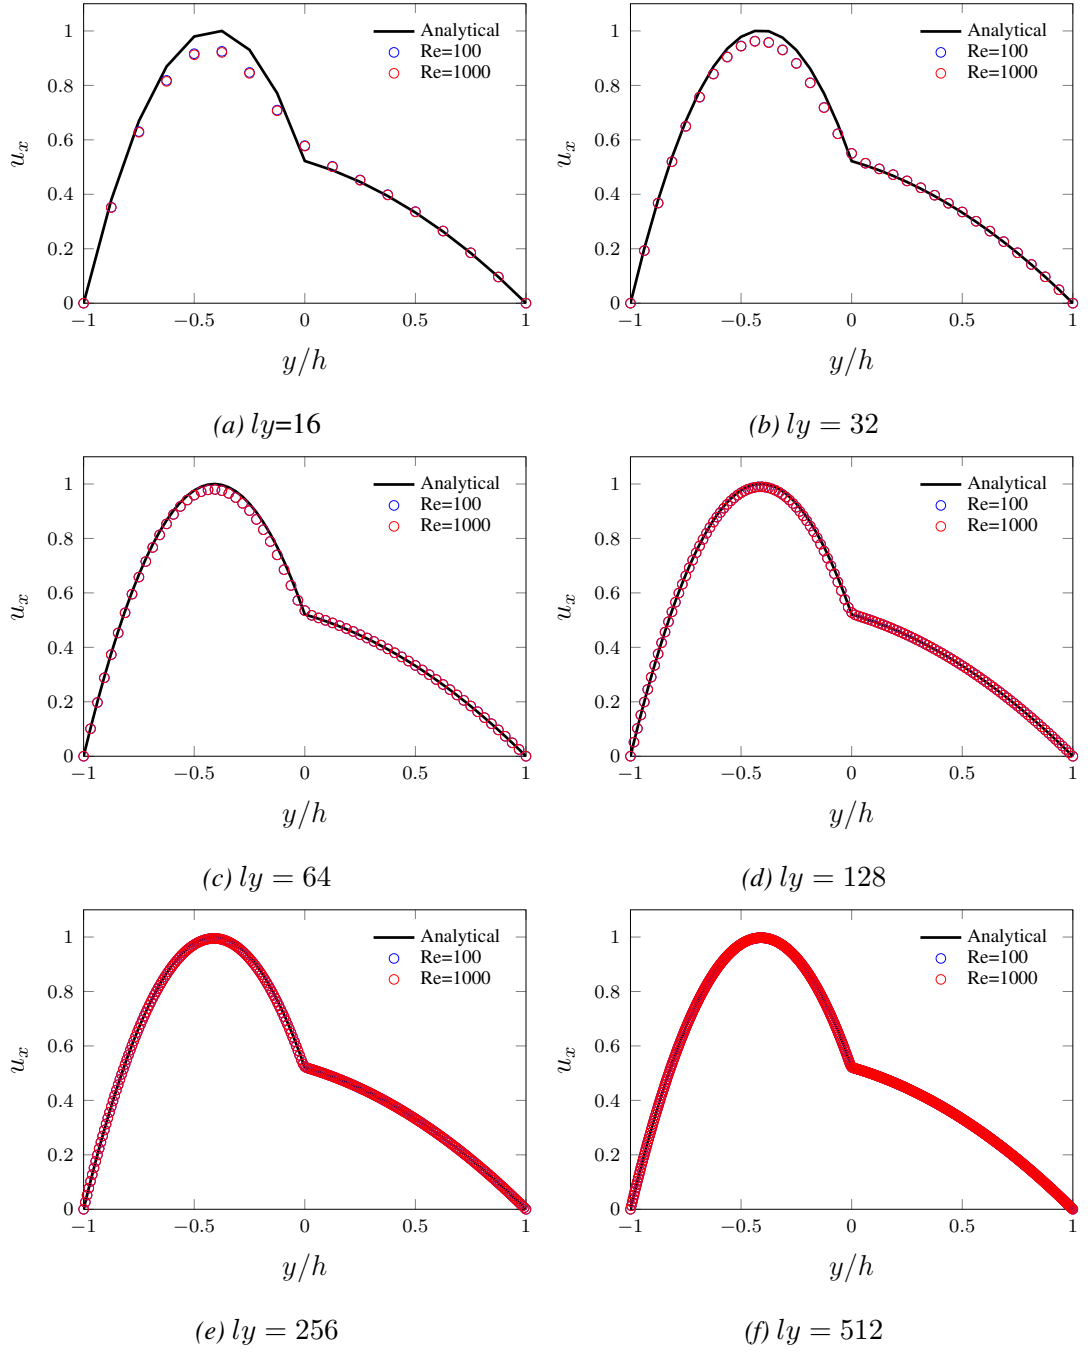 1
0.8
0.6
0.4
0.2
0
−1
−0.5
0
0.5
1
u_x
y/h
Analytical
Re=100
Re=1000
(a) ly=16
1
0.8
0.6
0.4
0.2
0
−1
−0.5
0
0.5
1
u_x
y/h
Analytical
Re=100
Re=1000
(b) ly = 32
1
0.8
0.6
0.4
0.2
0
−1
−0.5
0
0.5
1
u_x
y/h
Analytical
Re=100
Re=1000
(c) ly = 64
1
0.8
0.6
0.4
0.2
0
−1
−0.5
0
0.5
1
u_x
y/h
Analytical
Re=100
Re=1000
(d) ly = 128
1
0.8
0.6
0.4
0.2
0
−1
−0.5
0
0.5
1
u_x
y/h
Analytical
Re=100
Re=1000
(e) ly = 256
1
0.8
0.6
0.4
0.2
0
−1
−0.5
0
0.5
1
u_x
y/h
Analytical
Re=100
Re=1000
(f) ly = 512